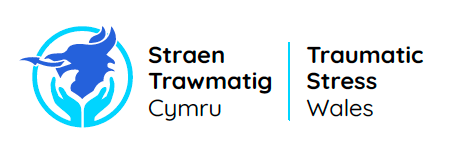 Straen
Trawmatig
Cymru
Traumatic
Stress
Wales